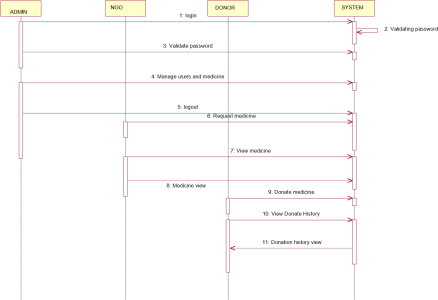 ADMIN
NGO
DONOR
SYSTEM
1: login
2: Validating password
3: Validate password
4: Manage users and medicine
5: logout
6: Request medicine
7: View medicine
8: Medicine view
9: Donate medicine
10: View Donate History
11: Donation history view